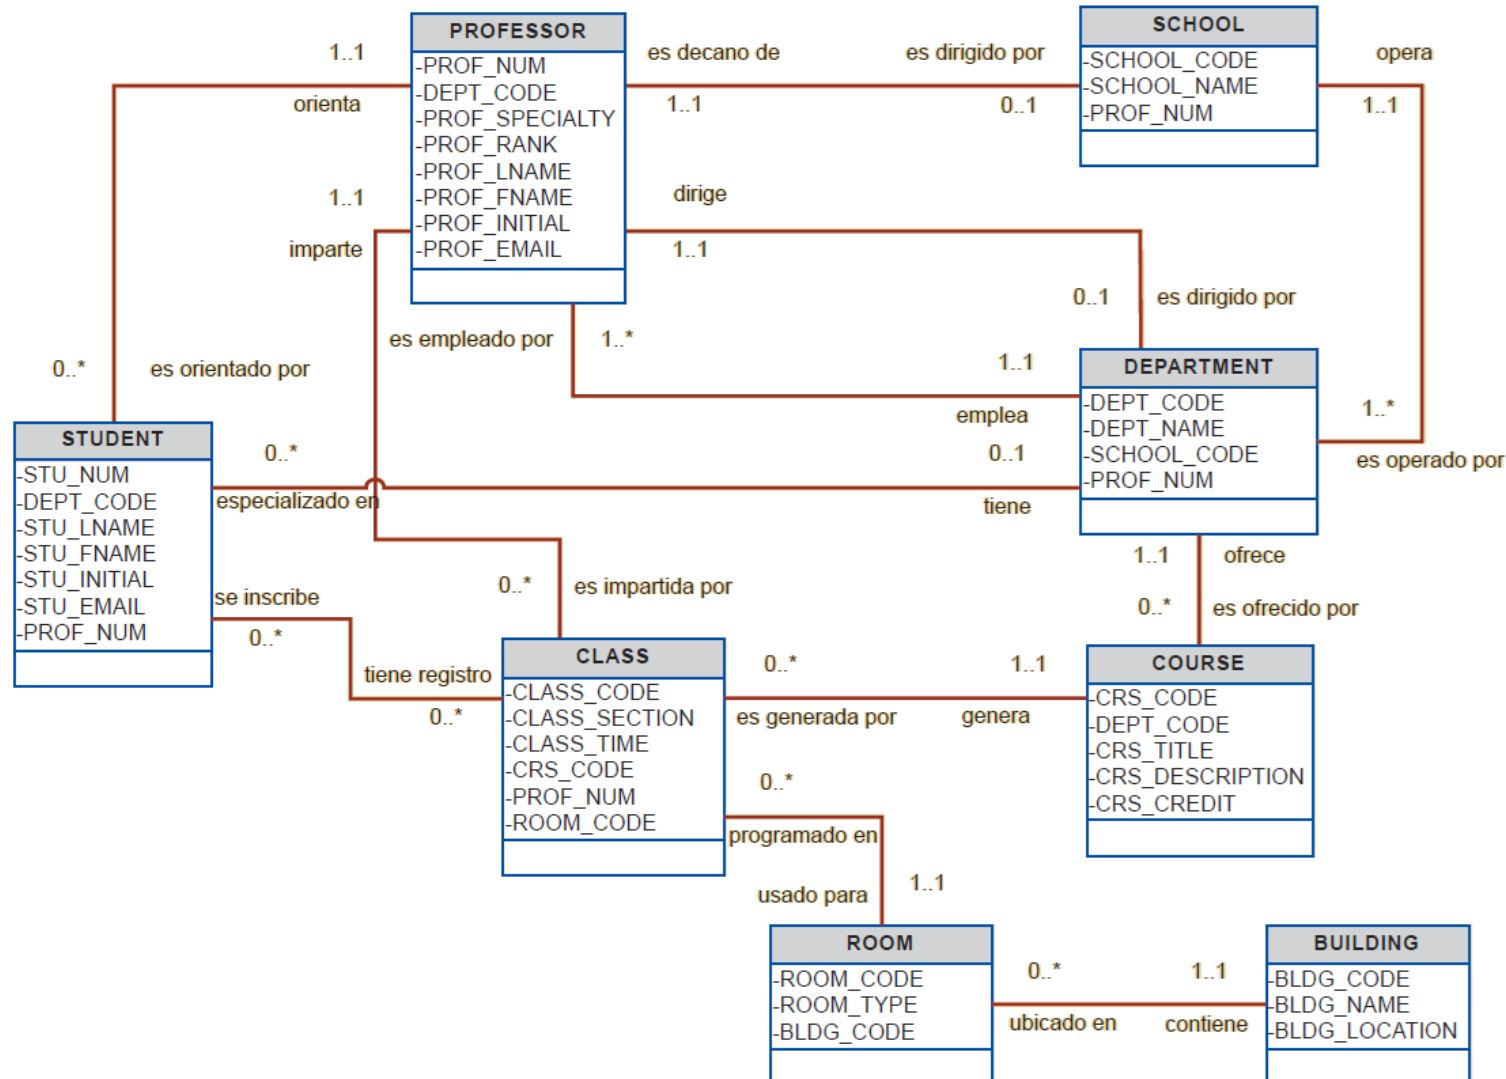 PROFESSOR
-PROF_NUM
-DEPT_CODE
-PROF_SPECIALTY
-PROF_RANK
-PROF_LNAME
-PROF_FNAME
-PROF_INITIAL
-PROF_EMAIL
SCHOOL
-SCHOOL_CODE
-SCHOOL_NAME
-PROF_NUM
1..1
orienta
es decano de
es dirigido por
1..1
0..1
opera
1..1
1..1
imparte
dirige
1..1
0..1
es dirigido por
es empleado por
1..*
1..1
emplea
0..*
es orientado por
DEPARTMENT
-DEPT_CODE
-DEPT_NAME
-SCHOOL_CODE
-PROF_NUM
1..*
es operado por
STUDENT
-STU_NUM
-DEPT_CODE
-STU_LNAME
-STU_FNAME
-STU_INITIAL
-STU_EMAIL
-PROF_NUM
0..*
especializado en
0..1
tiene
1..1
ofrece
0..*
es ofrecido por
0..*
es impartida por
se inscribe
0..*
tiene registro
0..*
CLASS
-CLASS_CODE
-CLASS_SECTION
-CLASS_TIME
-CRS_CODE
-PROF_NUM
-ROOM_CODE
0..*
1..1
es generada por
genera
COURSE
-CRS_CODE
-DEPT_CODE
-CRS_TITLE
-CRS_DESCRIPTION
-CRS_CREDIT
0..*
programado en
usado para
1..1
ROOM
-ROOM_CODE
-ROOM_TYPE
-BLDG_CODE
0..*
1..1
ubicado en
contiene
BUILDING
-BLDG_CODE
-BLDG_NAME
-BLDG_LOCATION